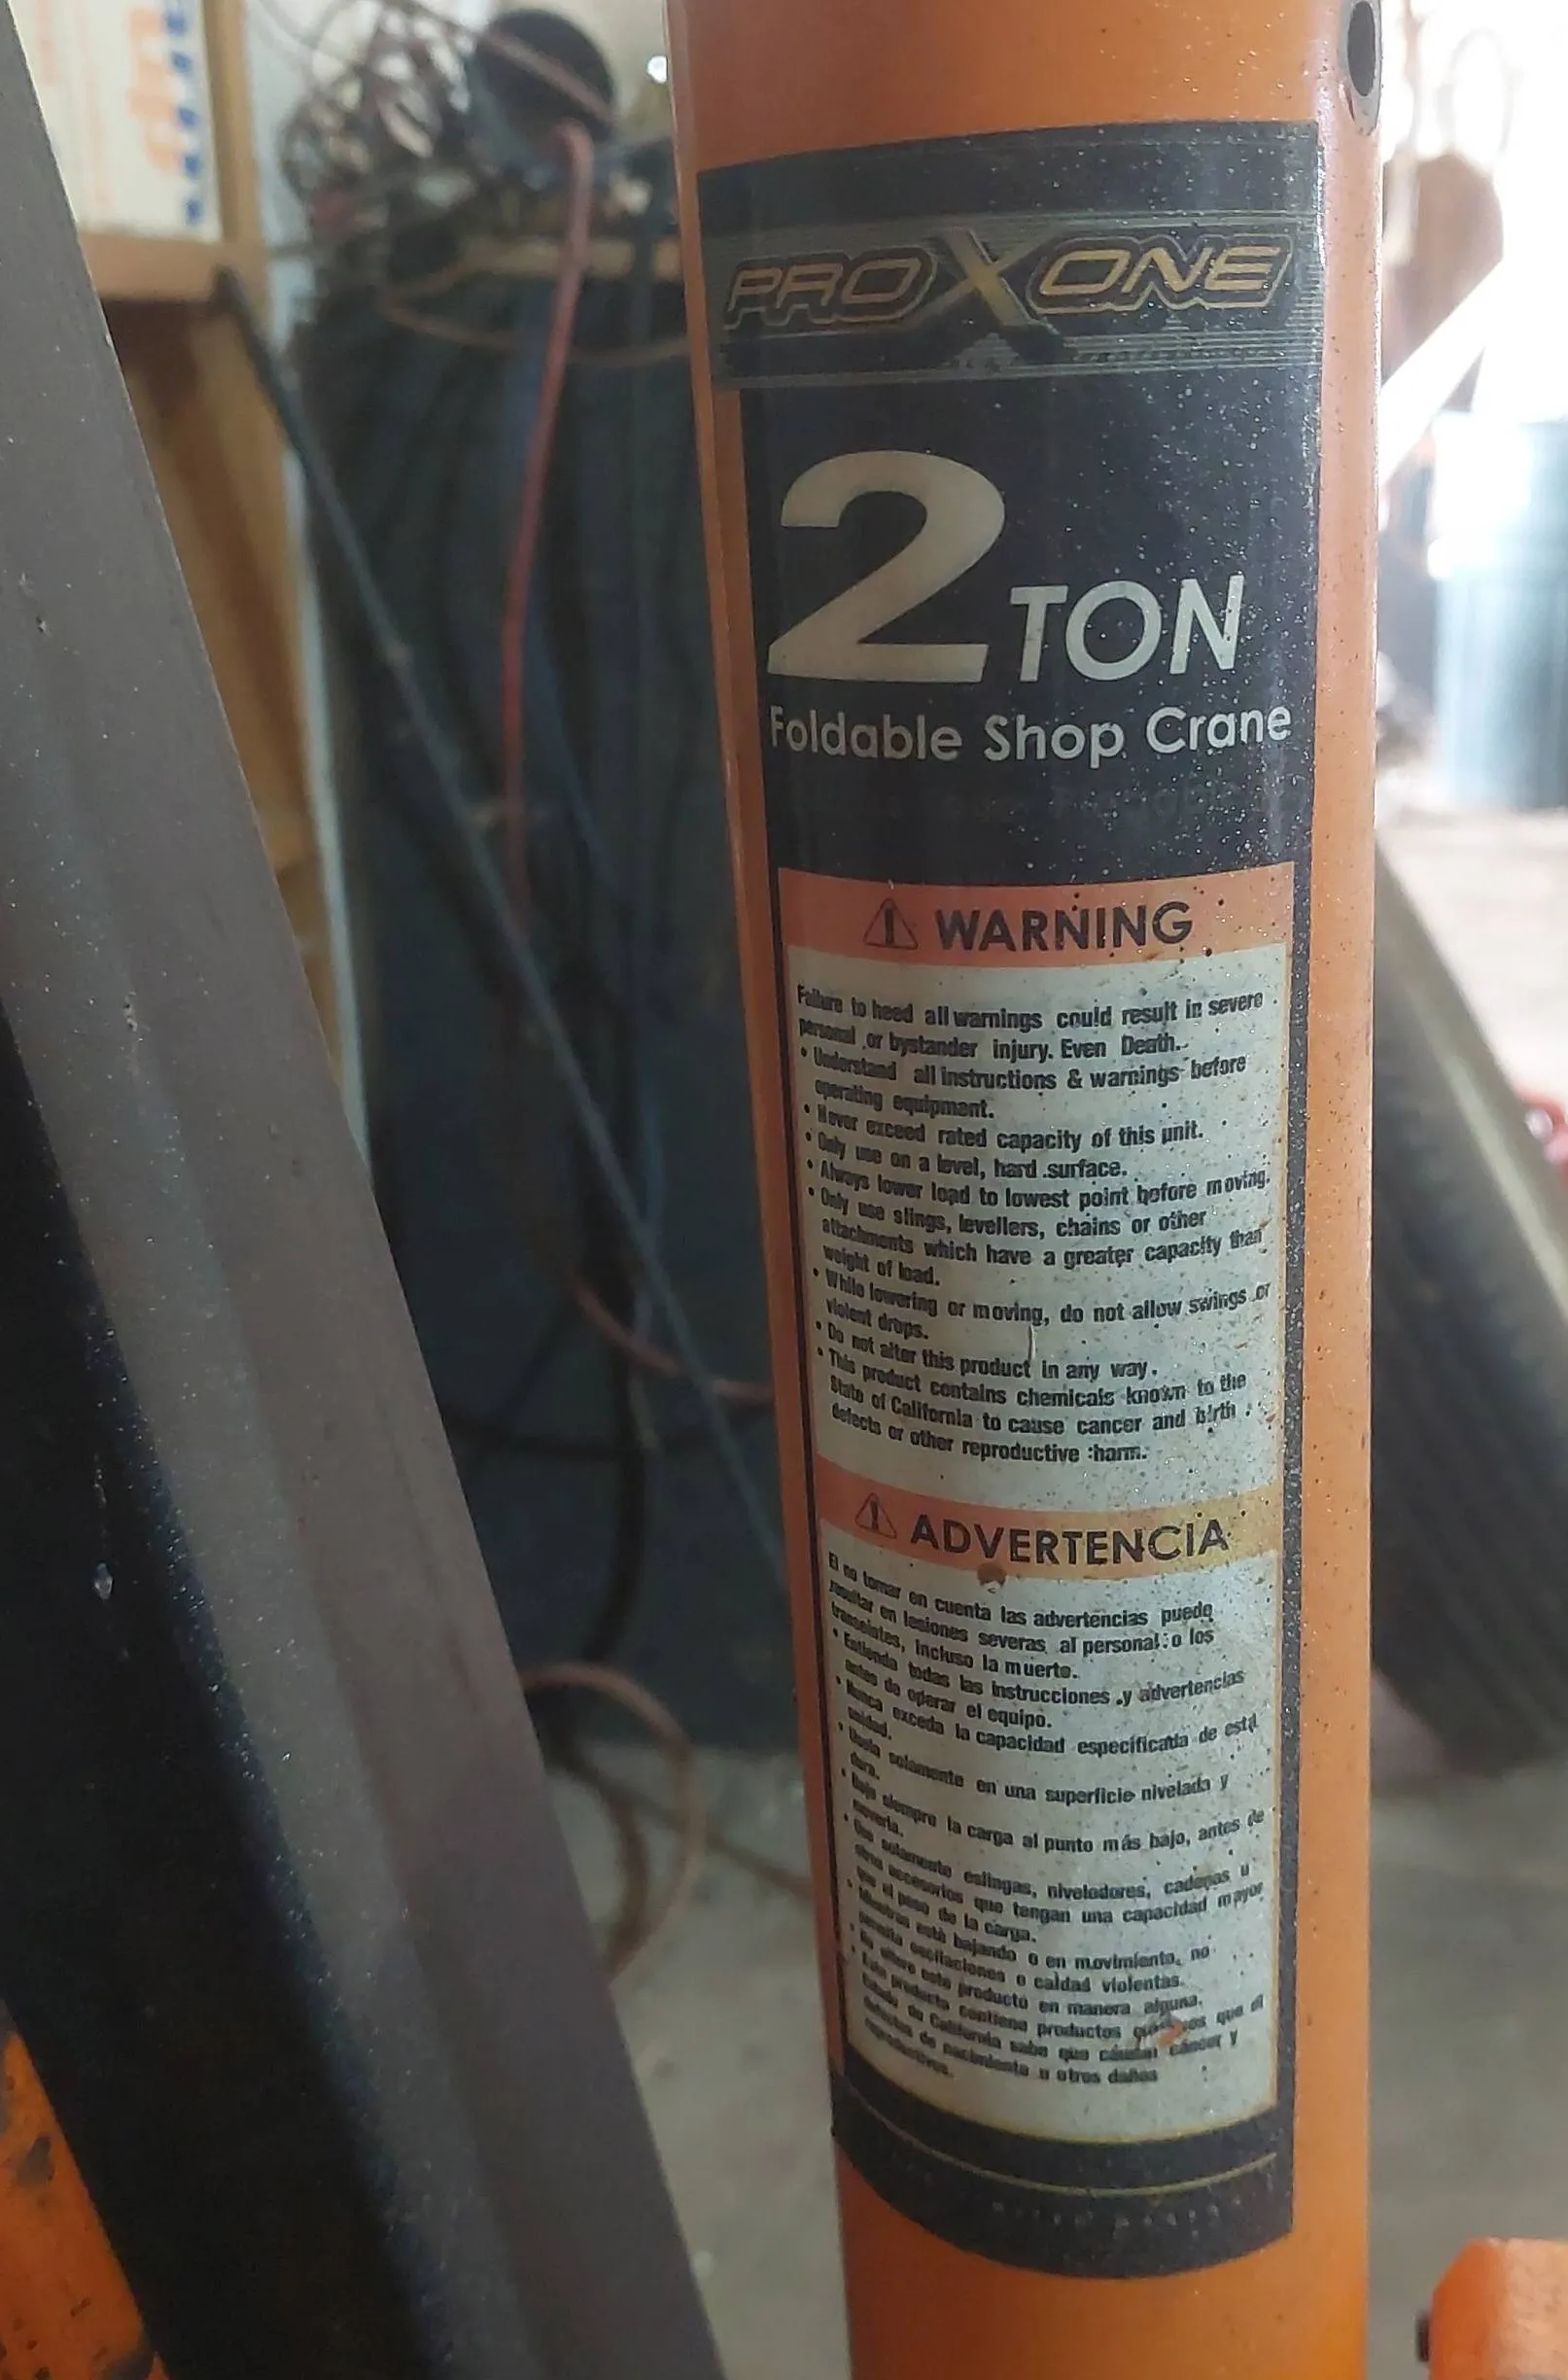 PROXONE
2 TON
Foldable Shop Crane
WARNING
Failure to heed all warnings could result in severe
personal or bystander injury. Even Death.
• Understand all instructions & warnings before
operating equipment.
• Never exceed rated capacity of this unit.
• Only use on a level, hard surface.
• Always lower load to lowest point before moving.
• Only use slings, levellers, chains or other
attachments which have a greater capacity than
weight of load.
• While lowering or moving, do not allow swings or
violent drops.
• Do not alter this product in any way.
• This product contains chemicals known to the
State of California to cause cancer and birth
defects or other reproductive harm.
ADVERTENCIA
El no tomar en cuenta las advertencias puede
resultar en lesiones severas al personal o los
transeintes, incluso la muerte.
• Entienda todas las instrucciones y advertencias
antes de operar el equipo.
• Nunca exceda la capacidad específicada de esta
unidad.
• Usela solamente en una superficie nivelada y
dura.
• Baje siempre la carga al punto más bajo, antes de
moverla.
• Use solamente eslingas, niveladores, cadenas u
otros accesorios que tengan una capacidad mayor
que el peso de la carga.
• Mientras está bajando o en movimiento, no
permita oscilaciones o caídas violentas.
• No altere este producto en manera alguna.
• Este producto contiene productos que el
Estado de California sabe que causan cáncer y
defectos de nacimiento u otros daños
reproductivos.